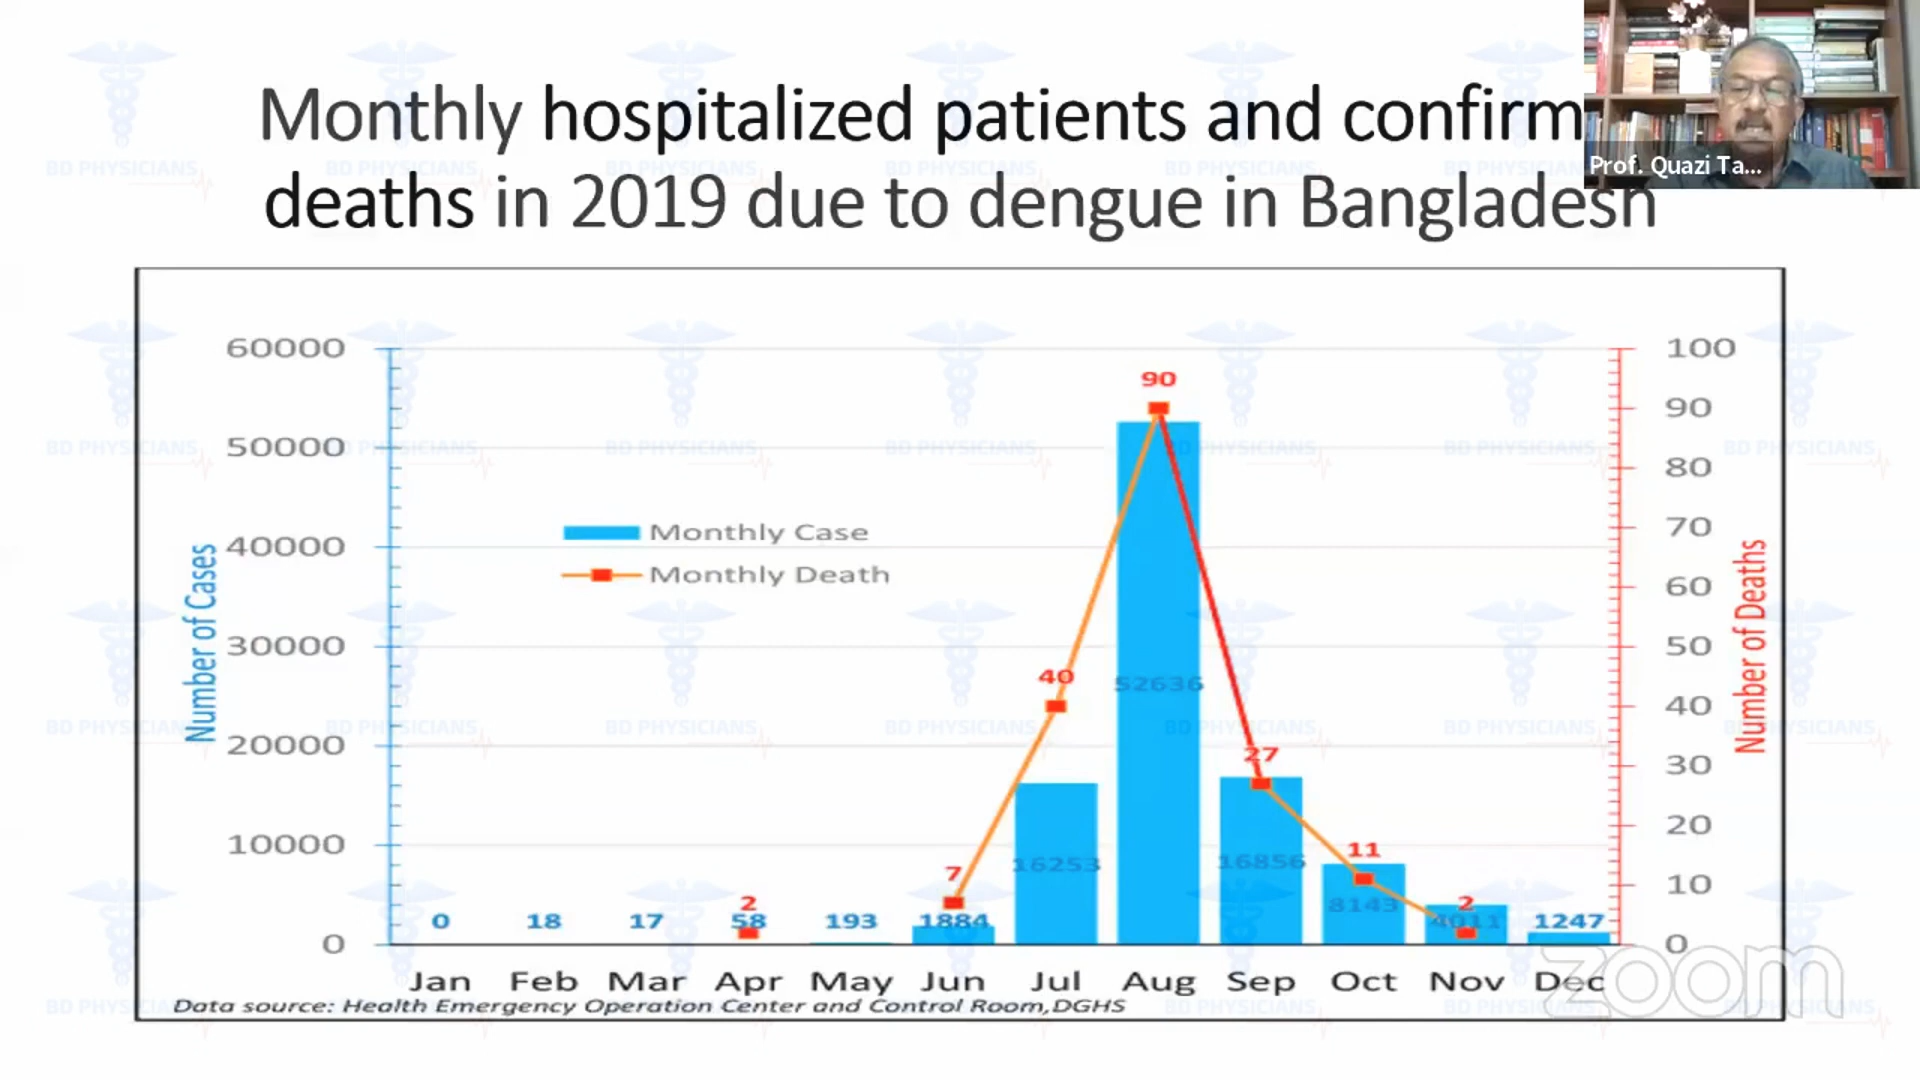 Monthly hospitalized patients and confirm
deaths in 2019 due to dengue in Bangladesh
Prof. Quazi Ta...
60000
50000
40000
30000
20000
10000
0
Number of Cases
100
90
80
70
60
50
40
30
20
10
0
Number of Deaths
Monthly Case
Monthly Death
0 18 17 58 193 1884 16253 52636 16856 8143 4011 1247
2 7 40 90 27 11 2
Jan Feb Mar Apr May Jun Jul Aug Sep Oct Nov Dec
Data source: Health Emergency Operation Center and Control Room,DGHS
zoom
BD PHYSICIANS